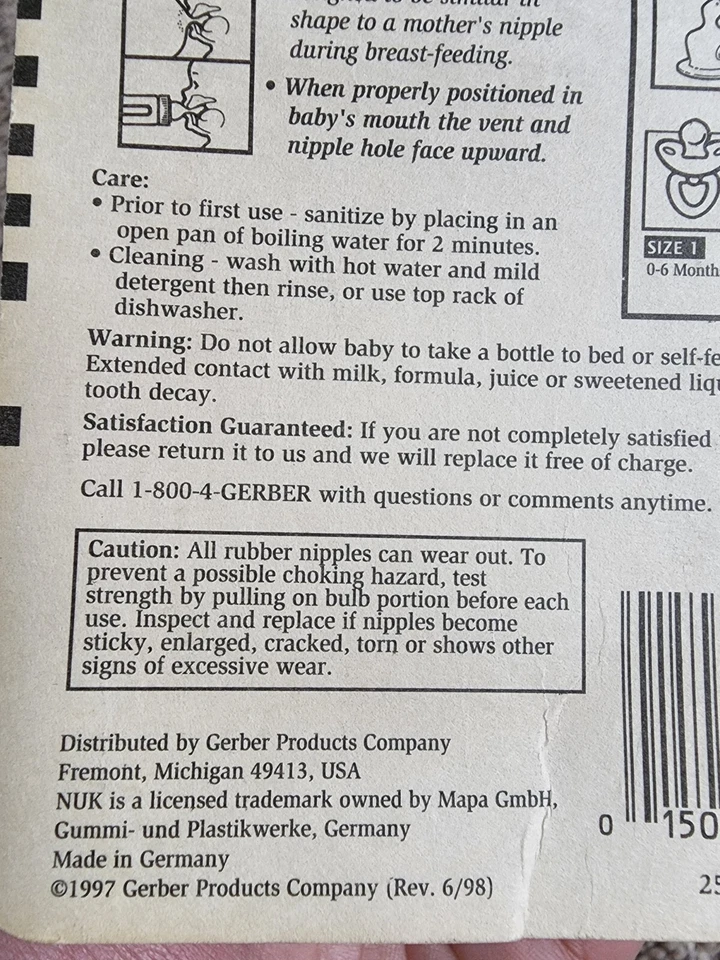 shape to a mother's nipple
during breast-feeding.
• When properly positioned in
baby's mouth the vent and
nipple hole face upward.
SIZE 1
0-6 Month
Care:
• Prior to first use - sanitize by placing in an
open pan of boiling water for 2 minutes.
• Cleaning - wash with hot water and mild
detergent then rinse, or use top rack of
dishwasher.
Warning: Do not allow baby to take a bottle to bed or self-fe
Extended contact with milk, formula, juice or sweetened liqu
tooth decay.
Satisfaction Guaranteed: If you are not completely satisfied
please return it to us and we will replace it free of charge.
Call 1-800-4-GERBER with questions or comments anytime.
Caution: All rubber nipples can wear out. To
prevent a possible choking hazard, test
strength by pulling on bulb portion before each
use. Inspect and replace if nipples become
sticky, enlarged, cracked, torn or shows other
signs of excessive wear.
Distributed by Gerber Products Company
Fremont, Michigan 49413, USA
NUK is a licensed trademark owned by Mapa GmbH,
Gummi- und Plastikwerke, Germany
Made in Germany
©1997 Gerber Products Company (Rev. 6/98)
0 150
25